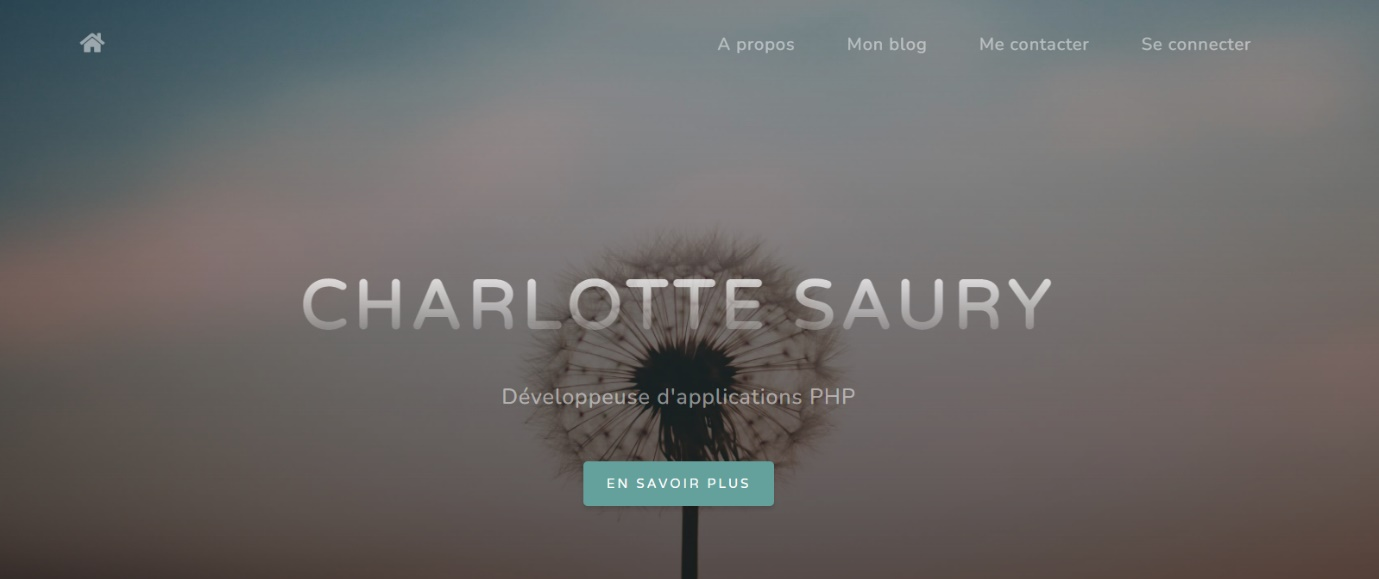 A propos Mon blog Me contacter Se connecter
CHARLOTTE SAURY
Développeuse d'applications PHP
EN SAVOIR PLUS